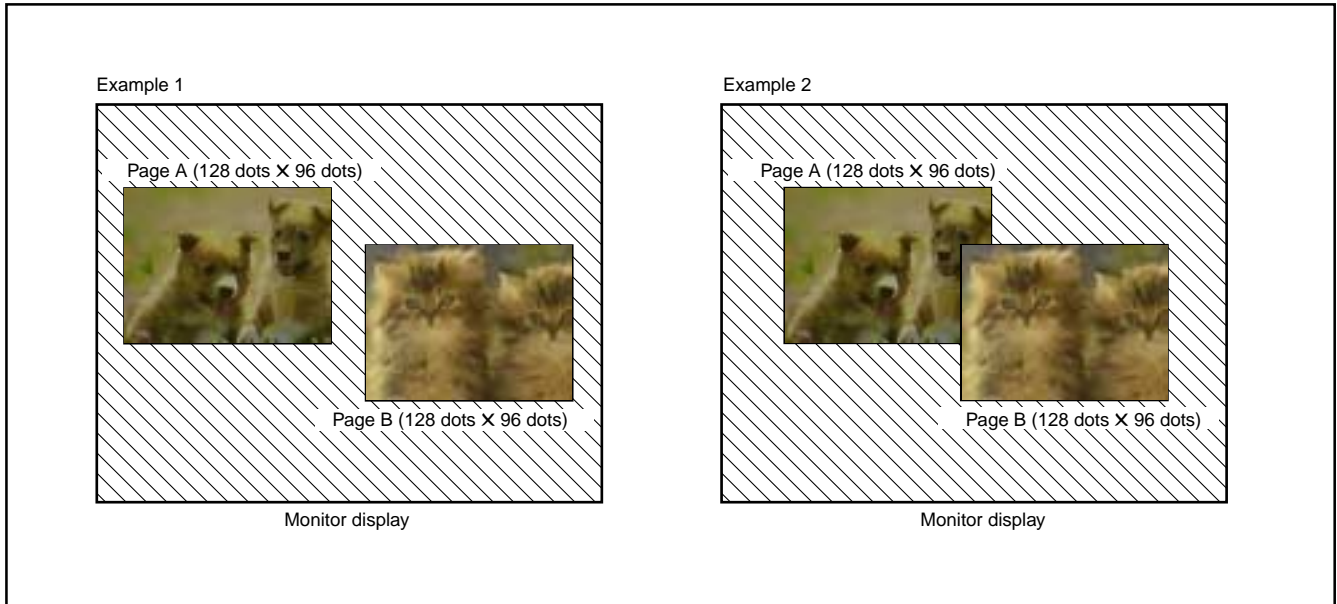 Example 1
Page A (128 dots × 96 dots)
Page B (128 dots × 96 dots)
Monitor display
Example 2
Page A (128 dots × 96 dots)
Page B (128 dots × 96 dots)
Monitor display